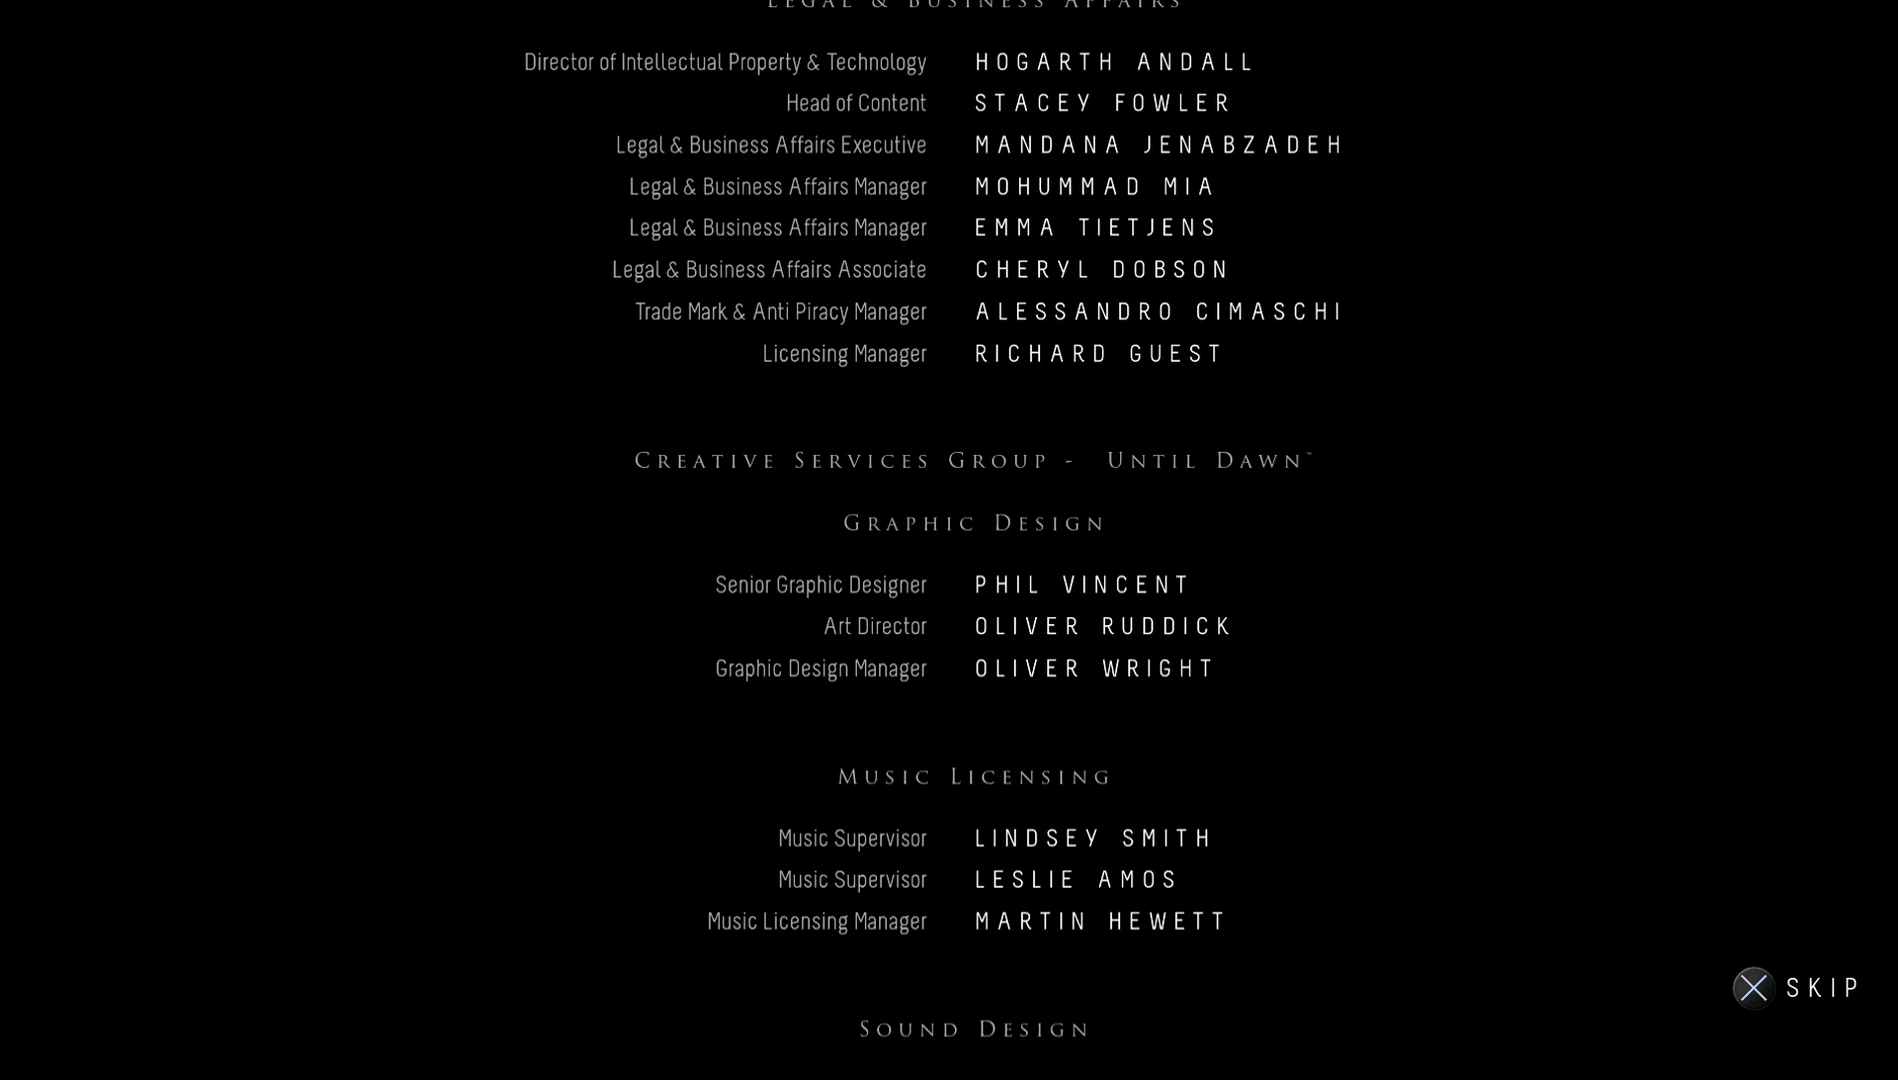 LEGAL & BUSINESS AFFAIRS
Director of Intellectual Property & Technology HOGARTH ANDALL
Head of Content STACEY FOWLER
Legal & Business Affairs Executive MANDANA JENABZADEH
Legal & Business Affairs Manager MOHUMMAD MIA
Legal & Business Affairs Manager EMMA TIETJENS
Legal & Business Affairs Associate CHERYL DOBSON
Trade Mark & Anti Piracy Manager ALESSANDRO CIMASCHI
Licensing Manager RICHARD GUEST
CREATIVE SERVICES GROUP - UNTIL DAWN™
GRAPHIC DESIGN
Senior Graphic Designer PHIL VINCENT
Art Director OLIVER RUDDICK
Graphic Design Manager OLIVER WRIGHT
MUSIC LICENSING
Music Supervisor LINDSEY SMITH
Music Supervisor LESLIE AMOS
Music Licensing Manager MARTIN HEWETT
SKIP
SOUND DESIGN